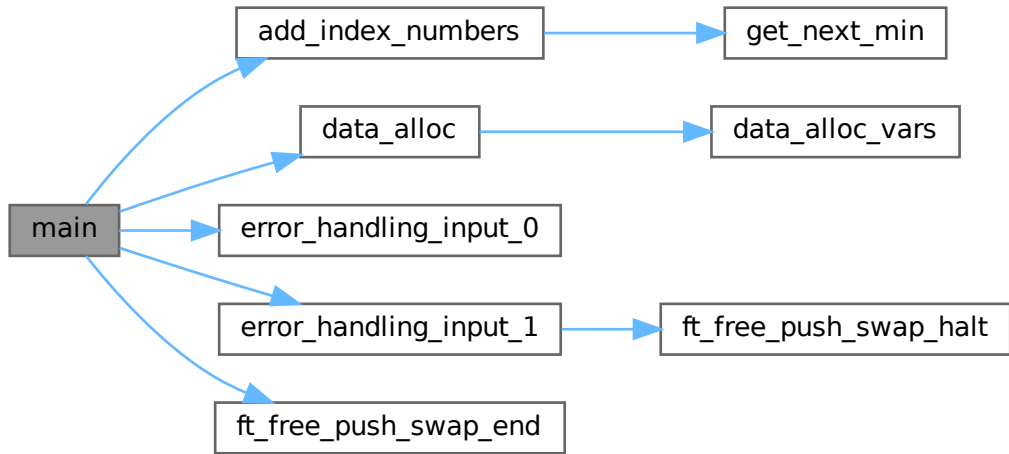 add_index_numbers
get_next_min
data_alloc
data_alloc_vars
main
error_handling_input_0
error_handling_input_1
ft_free_push_swap_halt
ft_free_push_swap_end